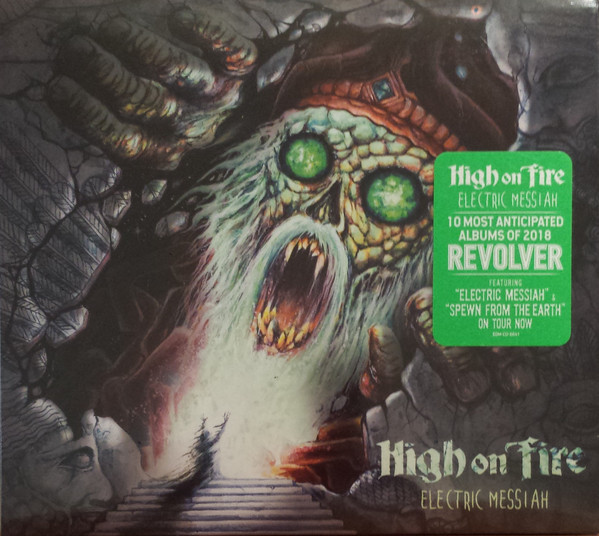 High on Fire
ELECTRIC MESSIAH
10 MOST ANTICIPATED
ALBUMS OF 2018
REVOLVER
FEATURING
"ELECTRIC MESSIAH" &
"SPEWN FROM THE EARTH"
ON TOUR NOW
High on Fire
ELECTRIC MESSIAH